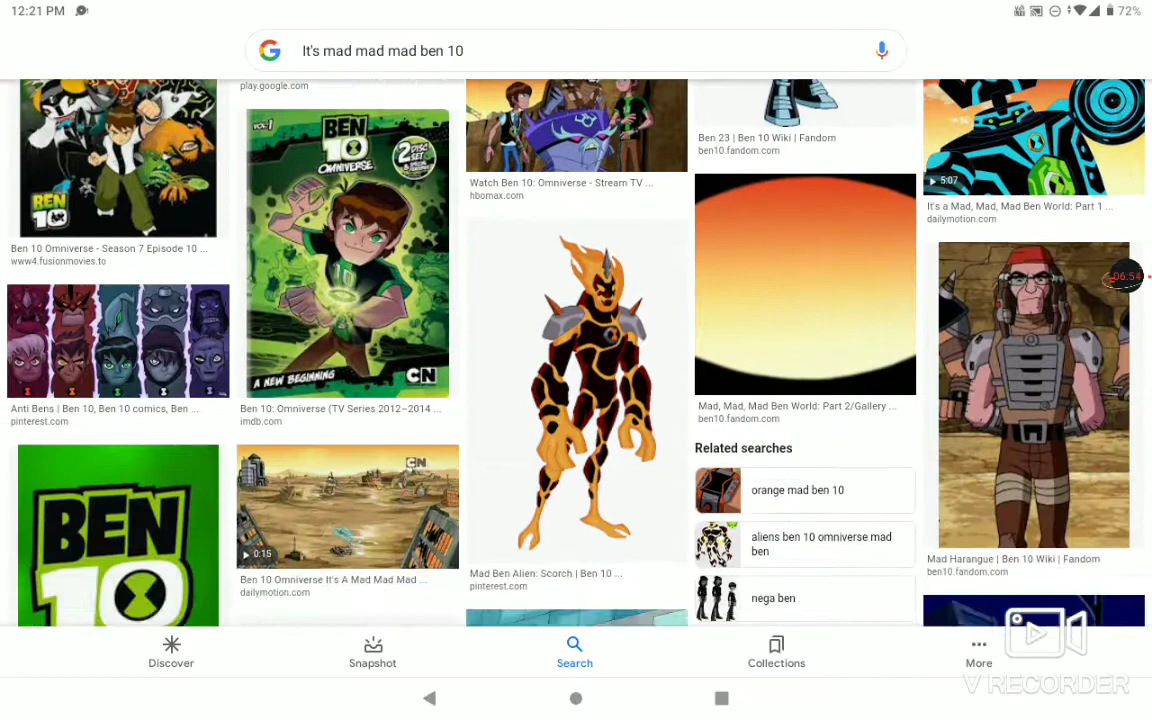 12:21 PM
72%
It's mad mad mad ben 10
BEN
10
Ben 10 Omniverse - Season 7 Episode 10 ...
www4.fusionmovies.to
Anti Bens | Ben 10, Ben 10 comics, Ben ...
pinterest.com
BEN
10
play.google.com
VOL:1
BEN
10
OMNIVERSE
2
DISC
SET
A NEW BEGINNING
CN
Ben 10: Omniverse (TV Series 2012–2014 ...
imdb.com
CN
0:15
Ben 10 Omniverse It's A Mad Mad Mad ...
dailymotion.com
Watch Ben 10: Omniverse - Stream TV ...
hbomax.com
Mad Ben Alien: Scorch | Ben 10 ...
pinterest.com
Ben 23 | Ben 10 Wiki | Fandom
ben10.fandom.com
Mad, Mad, Mad Ben World: Part 2/Gallery ...
ben10.fandom.com
Related searches
orange mad ben 10
aliens ben 10 omniverse mad
ben
nega ben
5:07
It's a Mad, Mad, Mad Ben World: Part 1 ...
dailymotion.com
06:54
Mad Harangue | Ben 10 Wiki | Fandom
ben10.fandom.com
Discover
Snapshot
Search
Collections
More
V RECORDER